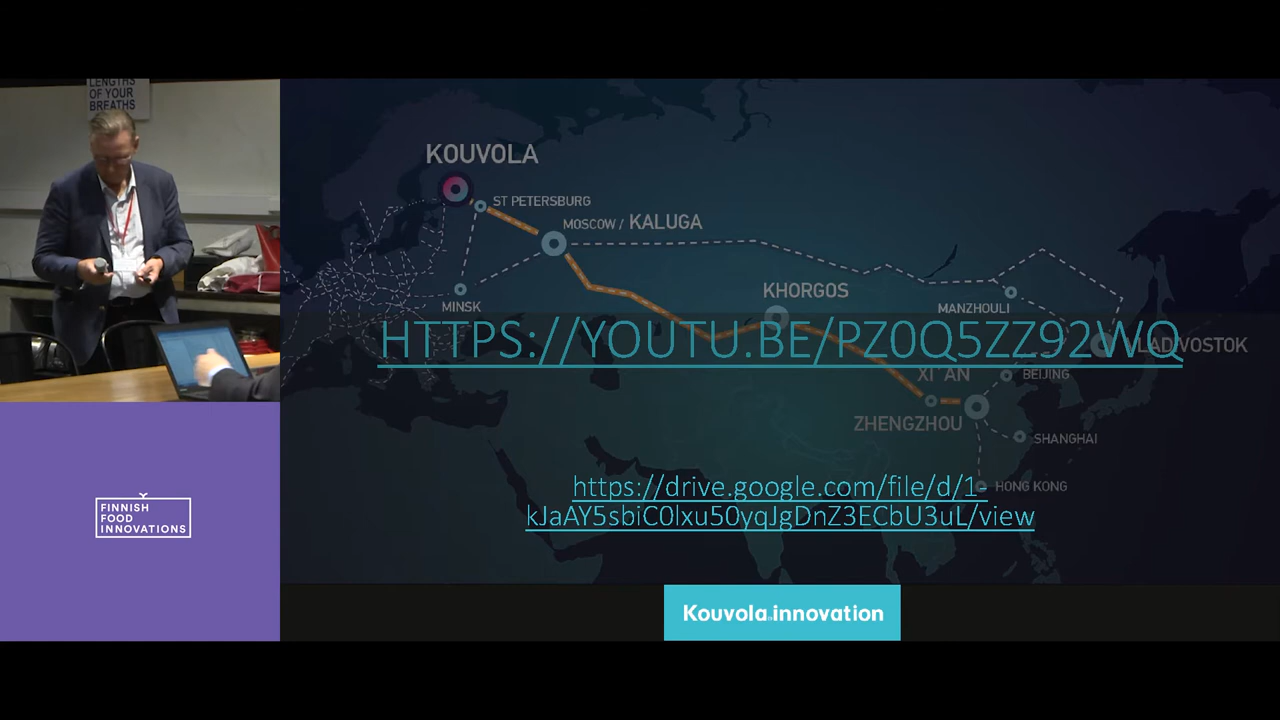 LENGTHS
OF YOUR
BREATHS
KOUVOLA
ST PETERSBURG
MOSCOW / KALUGA
MINSK
KHORGOS
MANZHOULI
HTTPS://YOUTU.BE/PZ0Q5ZZ92WQ
VLADIVOSTOK
XI´AN
BEIJING
ZHENGZHOU
SHANGHAI
https://drive.google.com/file/d/1-
HONG KONG
kJaAY5sbiC0lxu50yqJgDnZ3ECbU3uL/view
FINNISH
FOOD
INNOVATIONS
Kouvola innovation